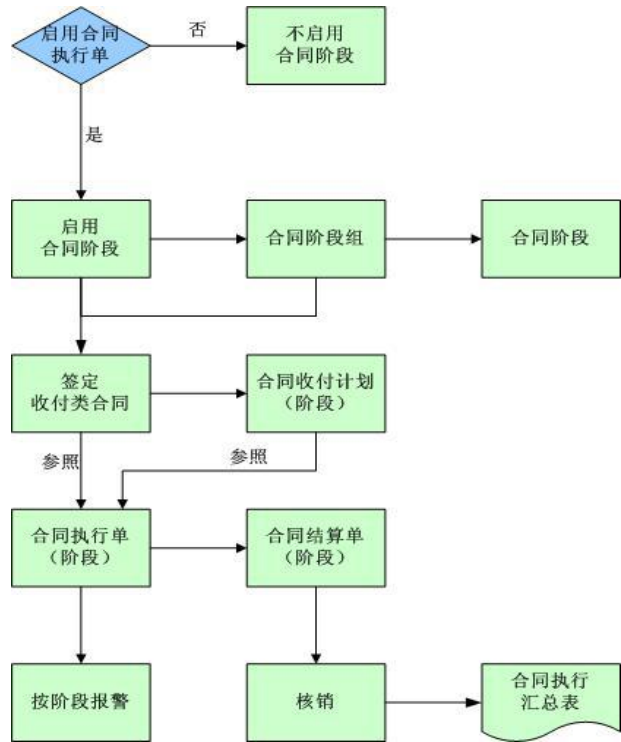 启用合同
执行单
否
不启用
合同阶段
是
启用
合同阶段
合同阶段组
合同阶段
签定
收付类合同
合同收付计划
（阶段）
参照
参照
合同执行单
（阶段）
合同结算单
（阶段）
按阶段报警
核销
合同执行
汇总表